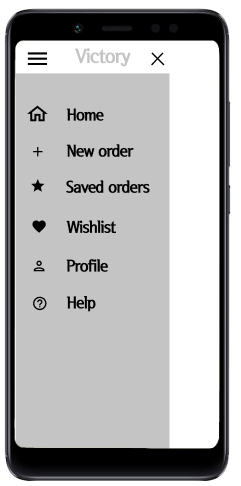 Victory
Home
New order
Saved orders
Wishlist
Profile
Help